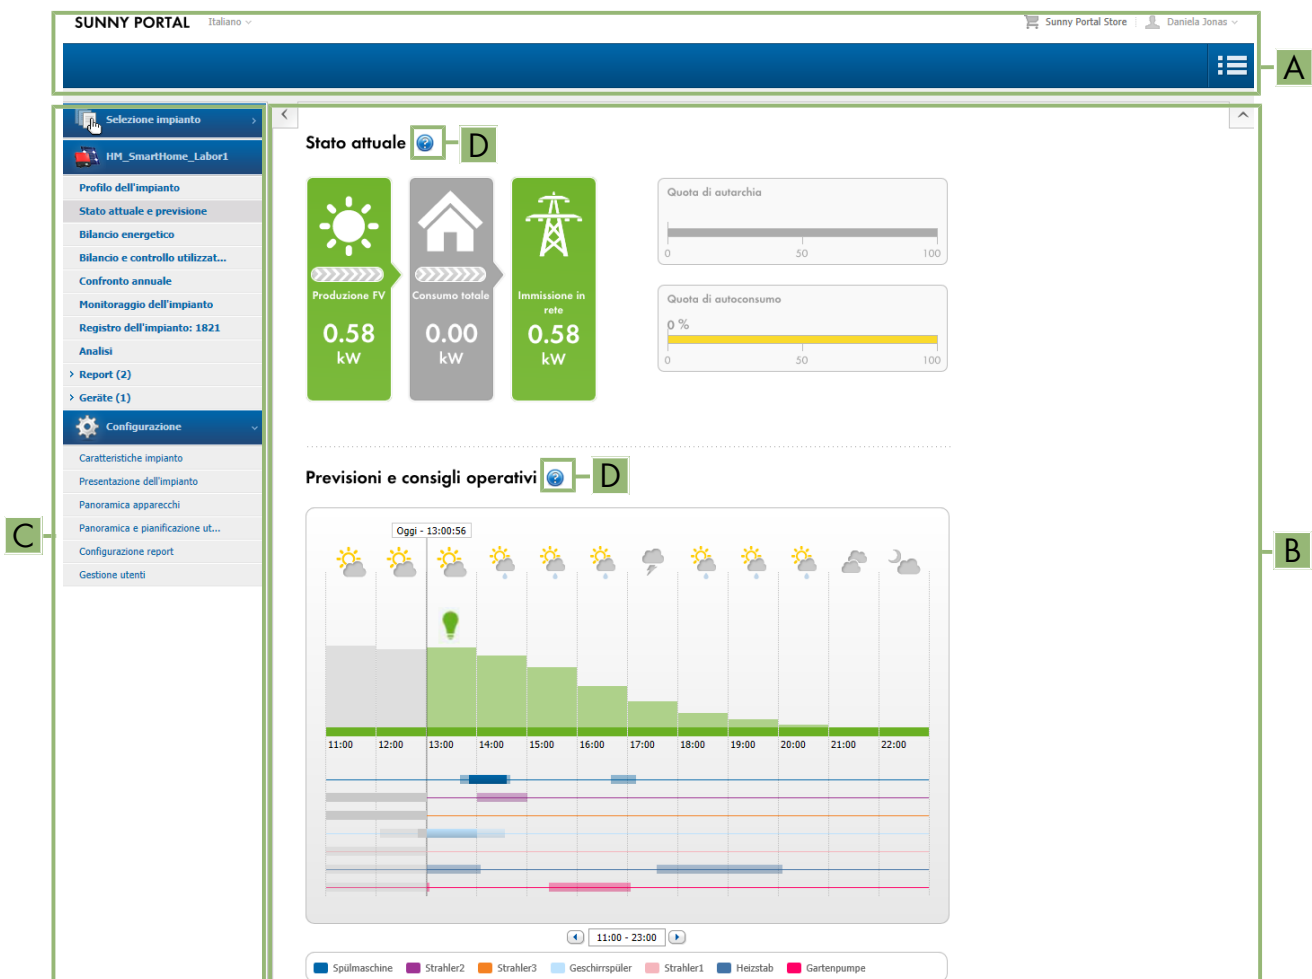 SUNNY PORTAL Italiano
Sunny Portal Store Daniela Jonas
A
Selezione impianto
HM_SmartHome_Labor1
Profilo dell'impianto
Stato attuale e previsione
Bilancio energetico
Bilancio e controllo utilizzat...
Confronto annuale
Monitoraggio dell'impianto
Registro dell'impianto: 1821
Analisi
Report (2)
Geräte (1)
Configurazione
Caratteristiche impianto
Presentazione dell'impianto
Panoramica apparecchi
Panoramica e pianificazione ut...
Configurazione report
Gestione utenti
C
Stato attuale ? D
Produzione FV
0.58
kW
Consumo totale
0.00
kW
Immissione in
rete
0.58
kW
Quota di autarchia
0 50 100
Quota di autoconsumo
0 %
0 50 100
Previsioni e consigli operativi ? D
B
Oggi - 13:00:56
11:00 12:00 13:00 14:00 15:00 16:00 17:00 18:00 19:00 20:00 21:00 22:00
11:00 - 23:00
Spülmaschine Strahler2 Strahler3 Geschirrspüler Strahler1 Heizstab Gartenpumpe